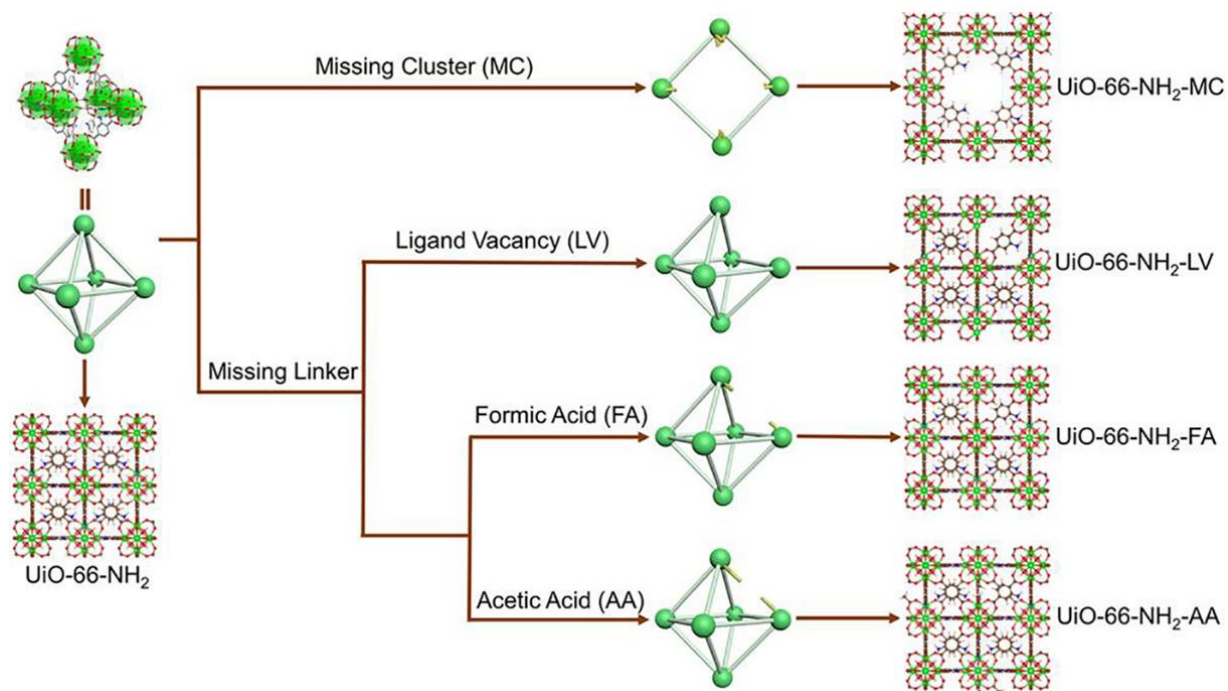 Missing Cluster (MC)
UiO-66-NH₂-MC
Ligand Vacancy (LV)
UiO-66-NH₂-LV
Missing Linker
Formic Acid (FA)
UiO-66-NH₂-FA
UiO-66-NH₂
Acetic Acid (AA)
UiO-66-NH₂-AA